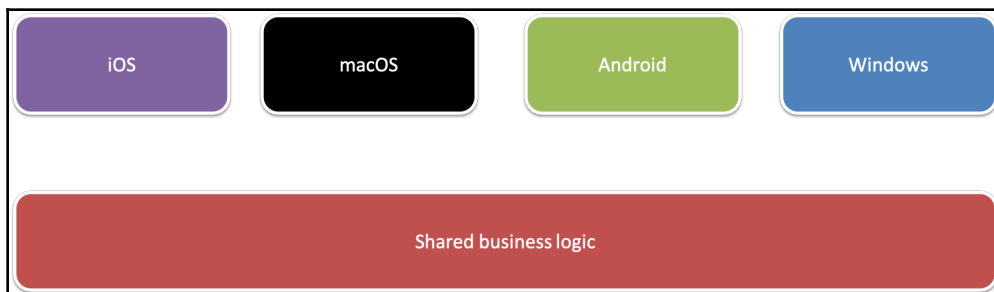 iOS
macOS
Android
Windows
Shared business logic